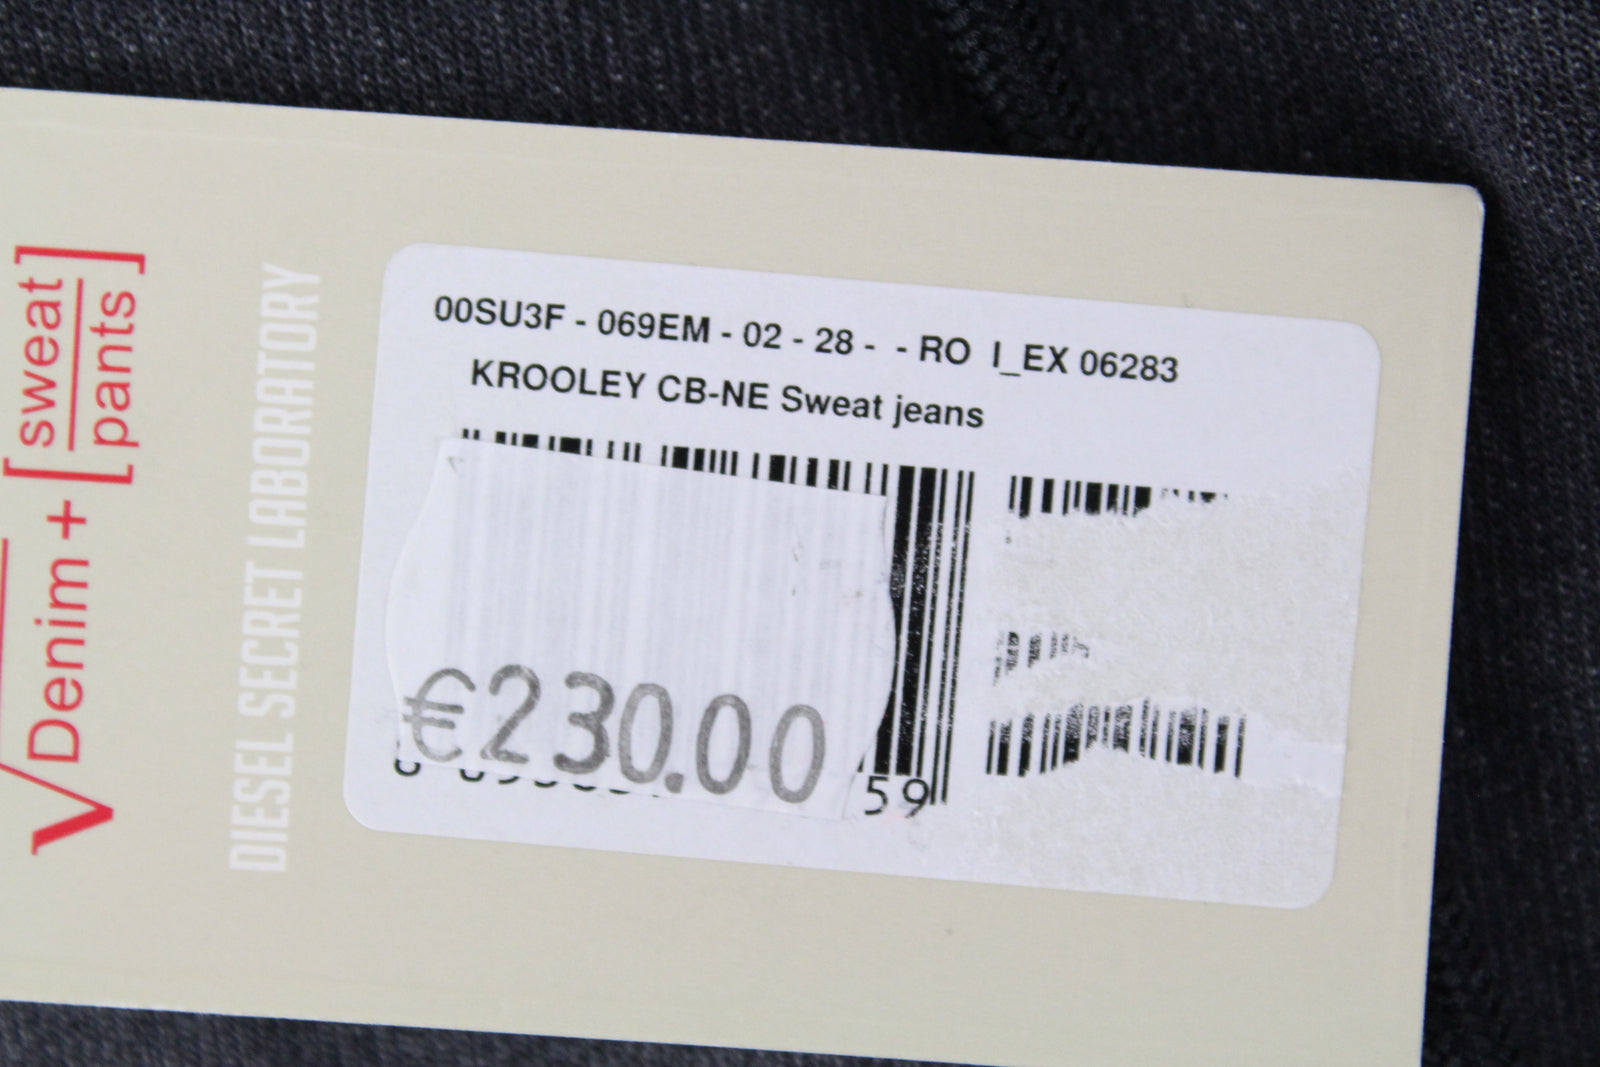 00SU3F - 069EM - 02 - 28 - - RO I_EX 06283
KROOLEY CB-NE Sweat jeans
€230.00
59
√Denim + [sweat
pants]
DIESEL SECRET LABORATORY